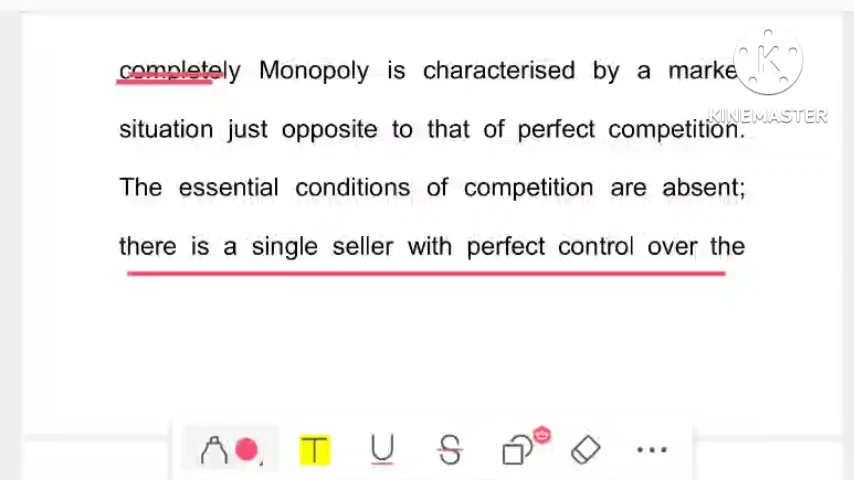 completely Monopoly is characterised by a marke
situation just opposite to that of perfect competition.
The essential conditions of competition are absent;
there is a single seller with perfect control over the
K
KINEMASTER
T U S ...